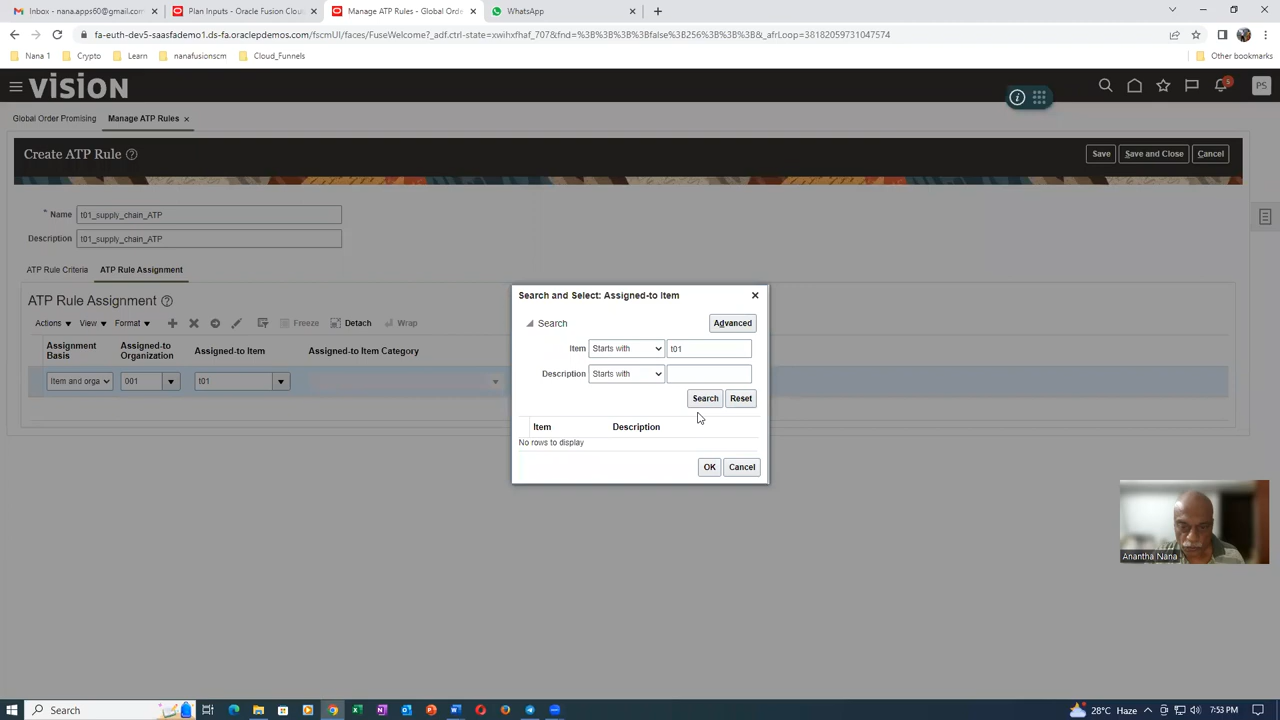 Inbox - nana.apps60@gmail.com
Plan Inputs - Oracle Fusion Clou
Manage ATP Rules - Global Orde
WhatsApp
fa-euth-dev5-saasfademo1.ds-fa.oraclepdemos.com/fscmUI/faces/FuseWelcome?_adf.ctrl-state=xwihxfhaf_707&fnd=%3B%3B%3B%3Bfalse%3B256%3B%3B%3B&_afrLoop=38182059731047574
Nana 1
Crypto
Learn
nanafusionscm
Cloud_Funnels
Other bookmarks
VISION
5
PS
Global Order Promising
Manage ATP Rules
Create ATP Rule
Save
Save and Close
Cancel
* Name t01_supply_chain_ATP
Description t01_supply_chain_ATP
ATP Rule Criteria
ATP Rule Assignment
ATP Rule Assignment
Actions
View
Format
Freeze
Detach
Wrap
Assignment Basis
Assigned-to Organization
Assigned-to Item
Assigned-to Item Category
Item and orga
001
t01
Search and Select: Assigned-to Item
Search
Advanced
Item Starts with t01
Description Starts with
Search
Reset
Item
Description
No rows to display
OK
Cancel
Anantha Nana
Search
28°C Haze
7:53 PM